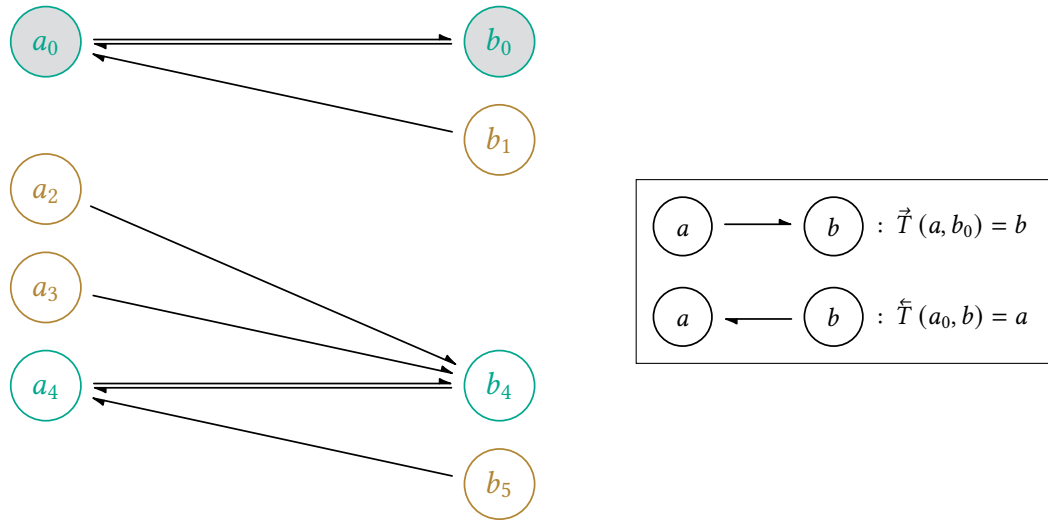 a₀ b₀
b₁
a₂
a₃
a₄ b₄
b₅
a b : T⃗ (a, b₀) = b
a b : T⃖ (a₀, b) = a